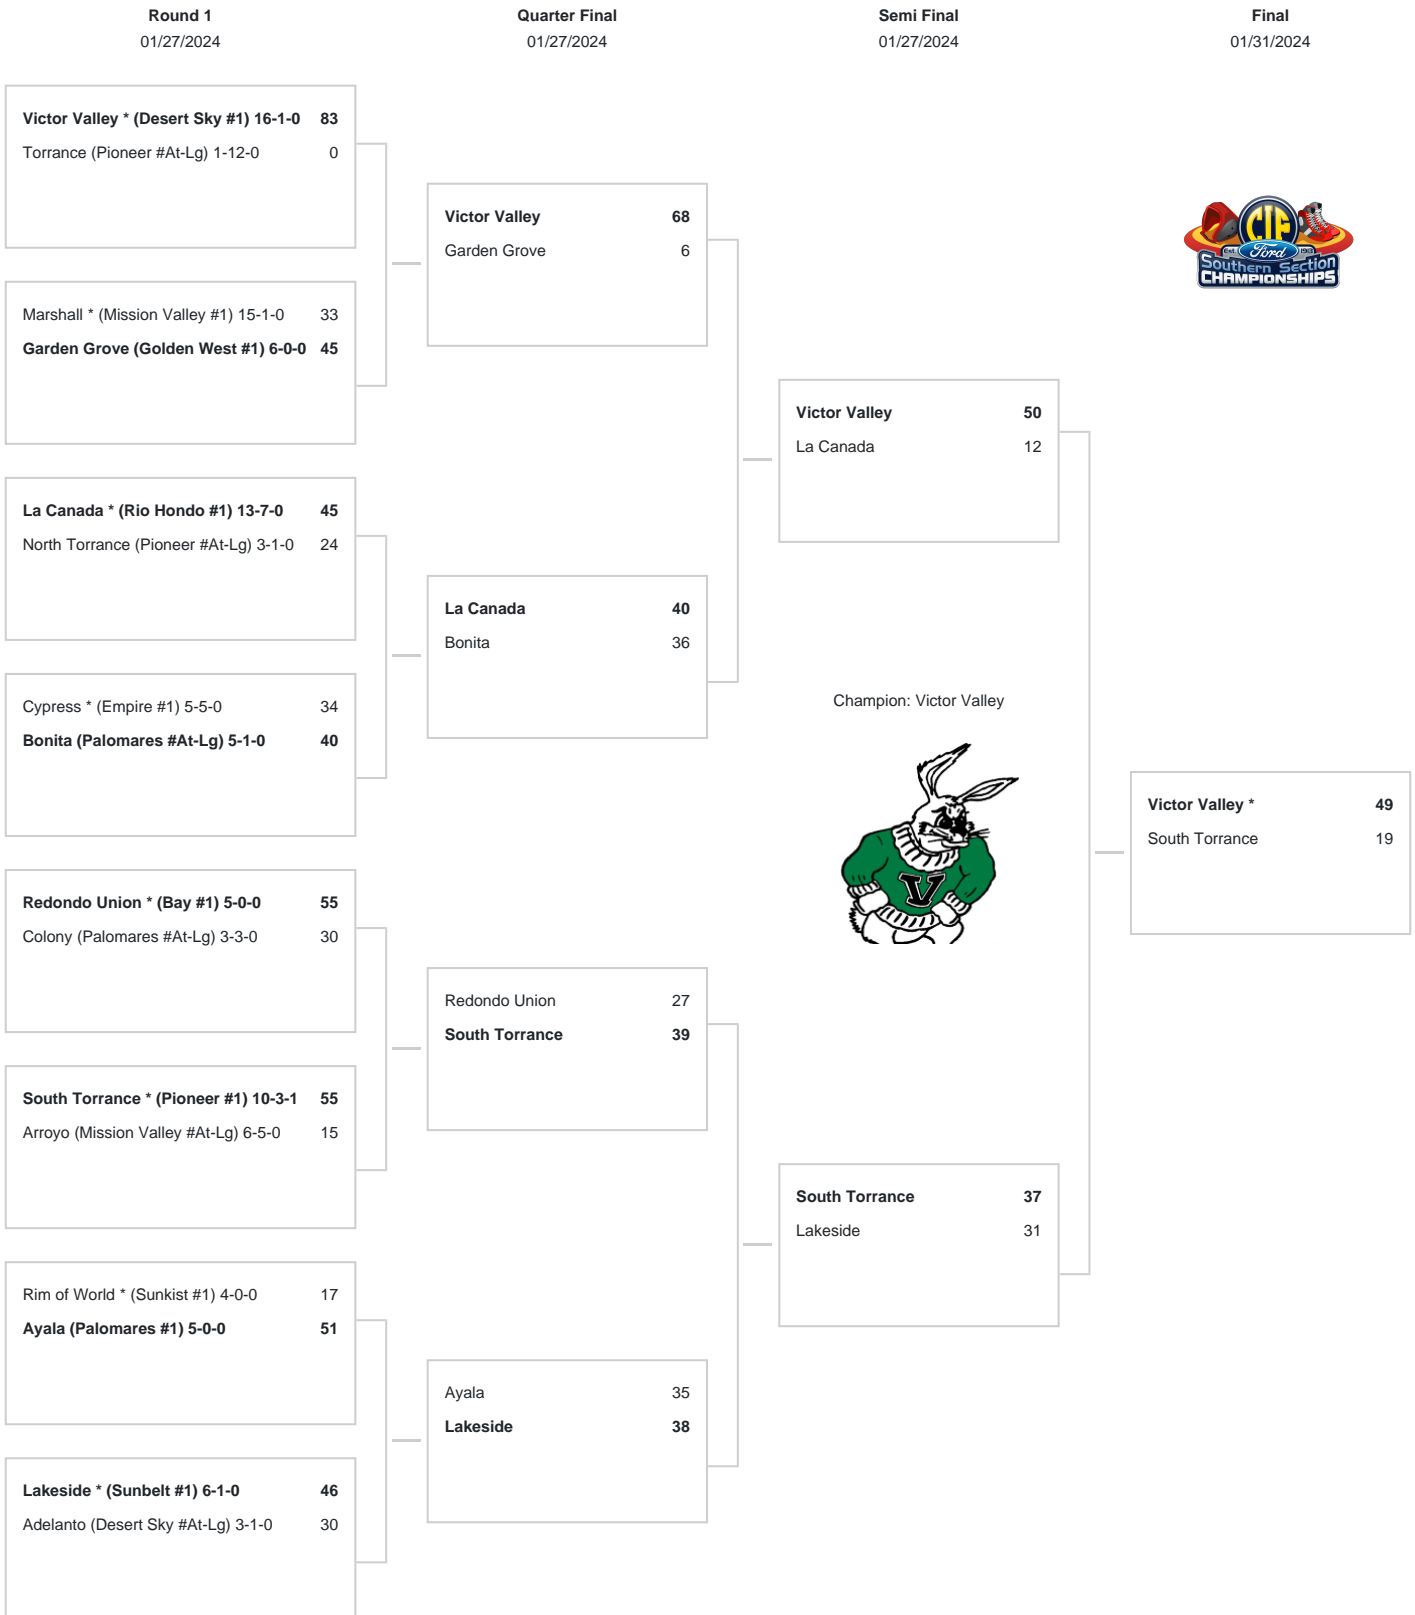 Round 1
01/27/2024
Quarter Final
01/27/2024
Semi Final
01/27/2024
Final
01/31/2024
Victor Valley * (Desert Sky #1) 16-1-0 83
Torrance (Pioneer #At-Lg) 1-12-0 0
Marshall * (Mission Valley #1) 15-1-0 33
Garden Grove (Golden West #1) 6-0-0 45
La Canada * (Rio Hondo #1) 13-7-0 45
North Torrance (Pioneer #At-Lg) 3-1-0 24
Cypress * (Empire #1) 5-5-0 34
Bonita (Palomares #At-Lg) 5-1-0 40
Redondo Union * (Bay #1) 5-0-0 55
Colony (Palomares #At-Lg) 3-3-0 30
South Torrance * (Pioneer #1) 10-3-1 55
Arroyo (Mission Valley #At-Lg) 6-5-0 15
Rim of World * (Sunkist #1) 4-0-0 17
Ayala (Palomares #1) 5-0-0 51
Lakeside * (Sunbelt #1) 6-1-0 46
Adelanto (Desert Sky #At-Lg) 3-1-0 30
Victor Valley 68
Garden Grove 6
La Canada 40
Bonita 36
Redondo Union 27
South Torrance 39
Ayala 35
Lakeside 38
Victor Valley 50
La Canada 12
Champion: Victor Valley
V
South Torrance 37
Lakeside 31
CIF
Est. Ford 1913
Southern Section
CHAMPIONSHIPS
Victor Valley * 49
South Torrance 19